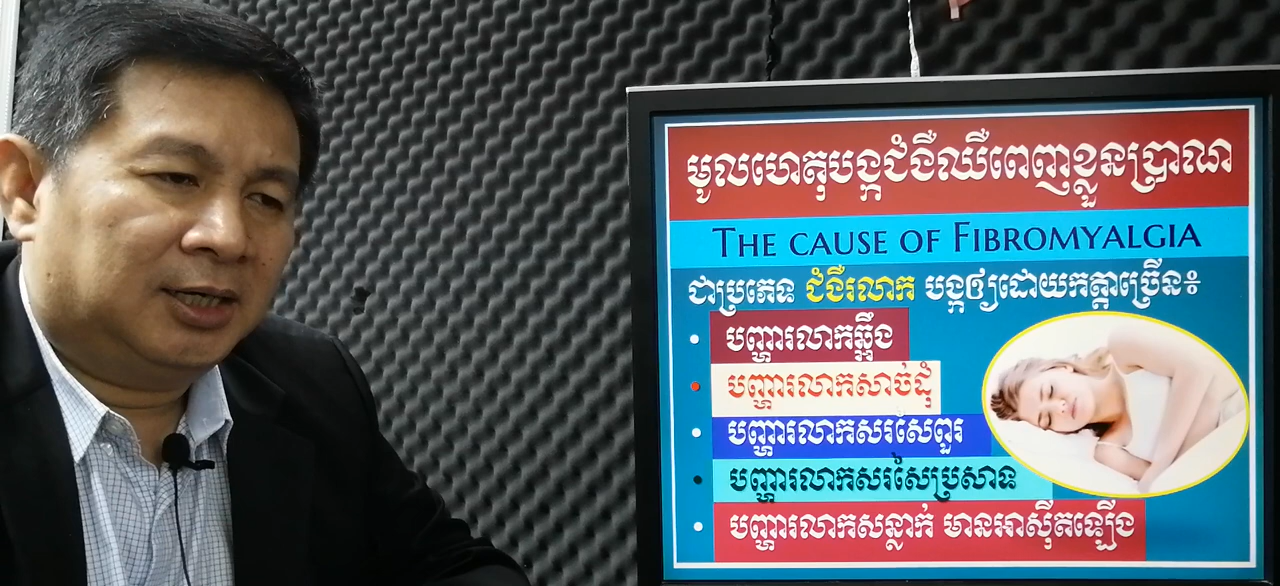 មូលហេតុបង្កជំងឺឈឺពេញខ្លួនប្រាណ
THE CAUSE OF FIBROMYALGIA
ជាប្រភេទ ជំងឺរលាក បង្កឲ្យដោយកត្តាច្រើន៖
• បញ្ហារលាកឆ្អឹង
• បញ្ហារលាកសាច់ដុំ
• បញ្ហារលាកសរសៃពួរ
• បញ្ហារលាកសរសៃប្រសាទ
• បញ្ហារលាកសន្លាក់ មានអាស៊ីតឡើង